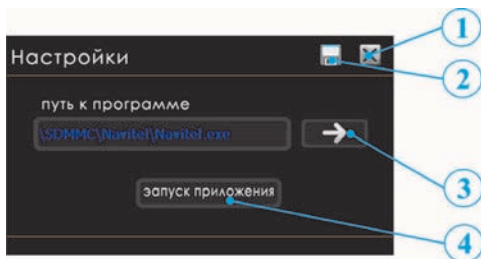 1
Настройки
2
путь к программе
\SDMMC\Navitel\Navitel.exe
3
запуск приложения
4